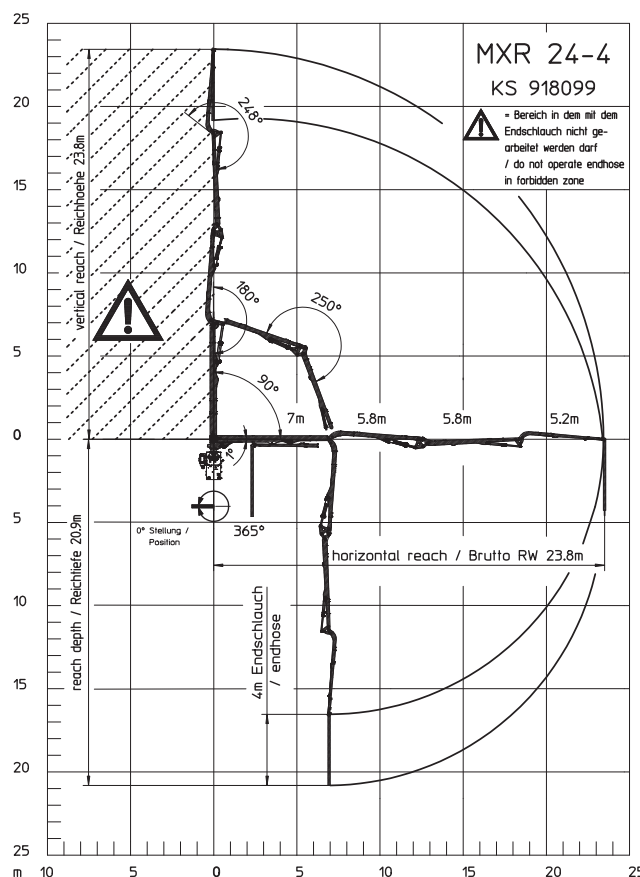 MXR 24-4
KS 918099
= Bereich in dem mit dem
Endschlauch nicht ge-
arbeitet werden darf
/ do not operate endhose
in forbidden zone
25
20
15
10
5
0
5
10
15
20
25
m
10
5
0
5
10
15
20
25
vertical reach / Reichhoehe 23.8m
reach depth / Reichtiefe 20.9m
248°
180°
250°
90°
7m
5.8m
5.8m
5.2m
1°
0° Stellung /
Position
365°
horizontal reach / Brutto RW 23.8m
4m Endschlauch
/ endhose